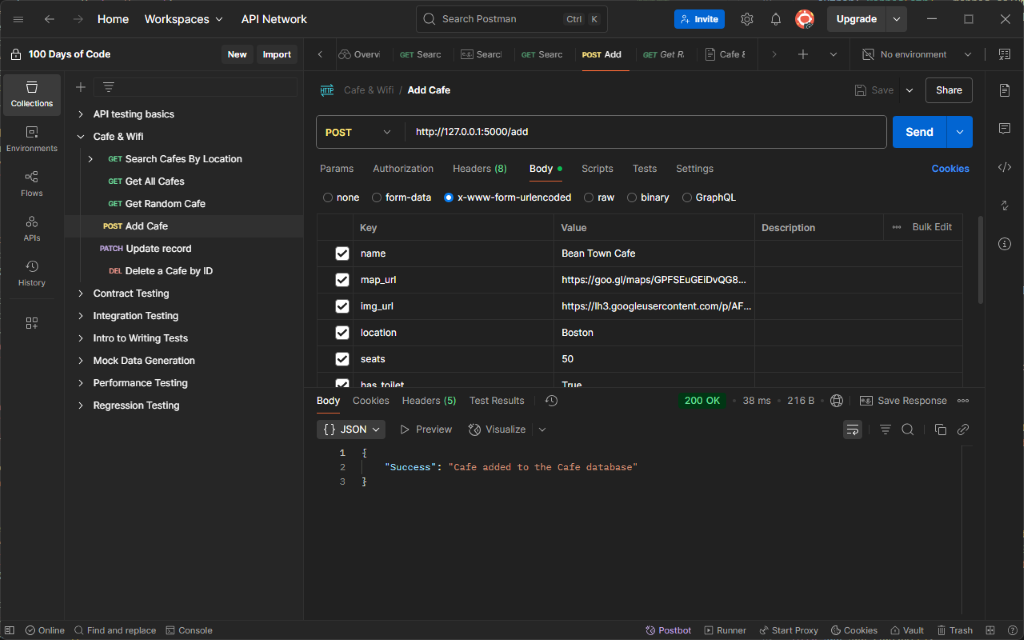 Home Workspaces API Network Search Postman Ctrl K Invite Upgrade
100 Days of Code New Import Overvi GET Searc Searcl GET Searc POST Add GET Get R Cafe & No environment
Collections
Environments
Flows
APIs
History
API testing basics
Cafe & Wifi
GET Search Cafes By Location
GET Get All Cafes
GET Get Random Cafe
POST Add Cafe
PATCH Update record
DEL Delete a Cafe by ID
Contract Testing
Integration Testing
Intro to Writing Tests
Mock Data Generation
Performance Testing
Regression Testing
HTTP Cafe & Wifi / Add Cafe Save Share
POST http://127.0.0.1:5000/add Send
Params Authorization Headers (8) Body Scripts Tests Settings Cookies
none form-data x-www-form-urlencoded raw binary GraphQL
Key Value Description Bulk Edit
name Bean Town Cafe
map_url https://goo.gl/maps/GPFSEuGEiDvQG8...
img_url https://lh3.googleusercontent.com/p/AF...
location Boston
seats 50
has_toilet True
Body Cookies Headers (5) Test Results 200 OK 38 ms 216 B Save Response
{} JSON Preview Visualize
1 {
2 "Success": "Cafe added to the Cafe database"
3 }
Online Find and replace Console Postbot Runner Start Proxy Cookies Vault Trash